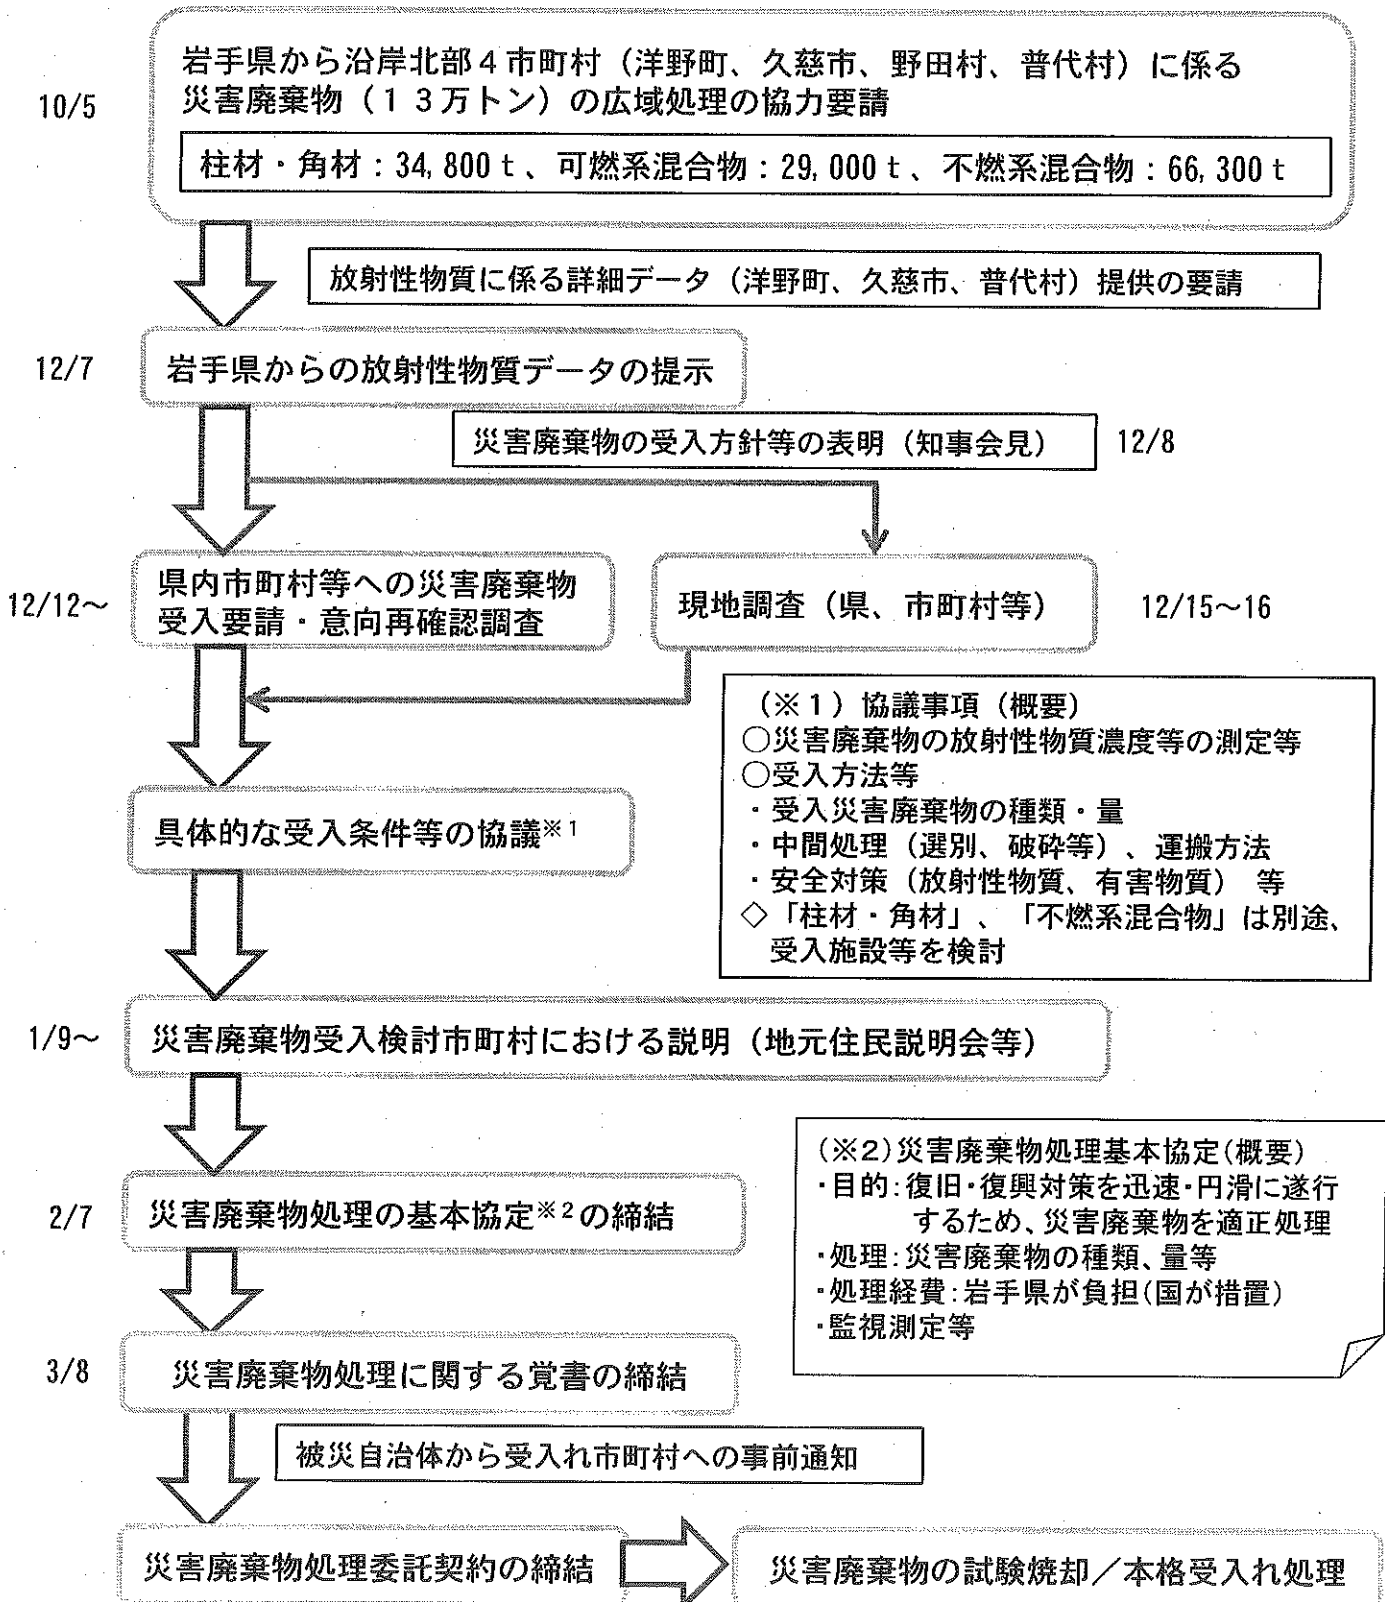 10/5
岩手県から沿岸北部4市町村（洋野町、久慈市、野田村、普代村）に係る
災害廃棄物（１３万トン）の広域処理の協力要請
柱材・角材：34,800ｔ、可燃系混合物：29,000ｔ、不燃系混合物：66,300ｔ
放射性物質に係る詳細データ（洋野町、久慈市、普代村）提供の要請
12/7
岩手県からの放射性物質データの提示
災害廃棄物の受入方針等の表明（知事会見）
12/8
12/12～
県内市町村等への災害廃棄物
受入要請・意向再確認調査
現地調査（県、市町村等）
12/15～16
（※１）協議事項（概要）
○災害廃棄物の放射性物質濃度等の測定等
○受入方法等
・受入災害廃棄物の種類・量
・中間処理（選別、破砕等）、運搬方法
・安全対策（放射性物質、有害物質）　等
◇「柱材・角材」、「不燃系混合物」は別途、
受入施設等を検討
具体的な受入条件等の協議※1
1/9～
災害廃棄物受入検討市町村における説明（地元住民説明会等）
2/7
災害廃棄物処理の基本協定※2の締結
（※２）災害廃棄物処理基本協定（概要）
・目的：復旧・復興対策を迅速・円滑に遂行
するため、災害廃棄物を適正処理
・処理：災害廃棄物の種類、量等
・処理経費：岩手県が負担（国が措置）
・監視測定等
3/8
災害廃棄物処理に関する覚書の締結
被災自治体から受入れ市町村への事前通知
災害廃棄物処理委託契約の締結
災害廃棄物の試験焼却／本格受入れ処理